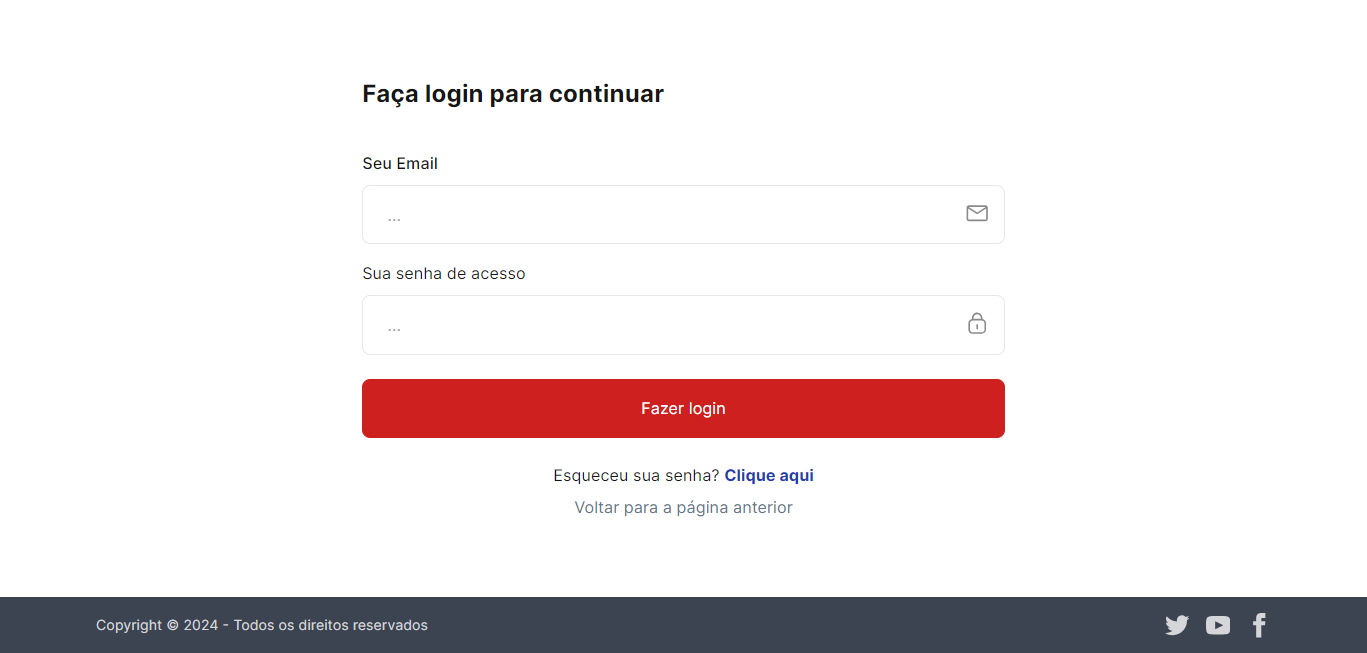 Faça login para continuar
Seu Email
...
Sua senha de acesso
...
Fazer login
Esqueceu sua senha? Clique aqui
Voltar para a página anterior
Copyright © 2024 - Todos os direitos reservados